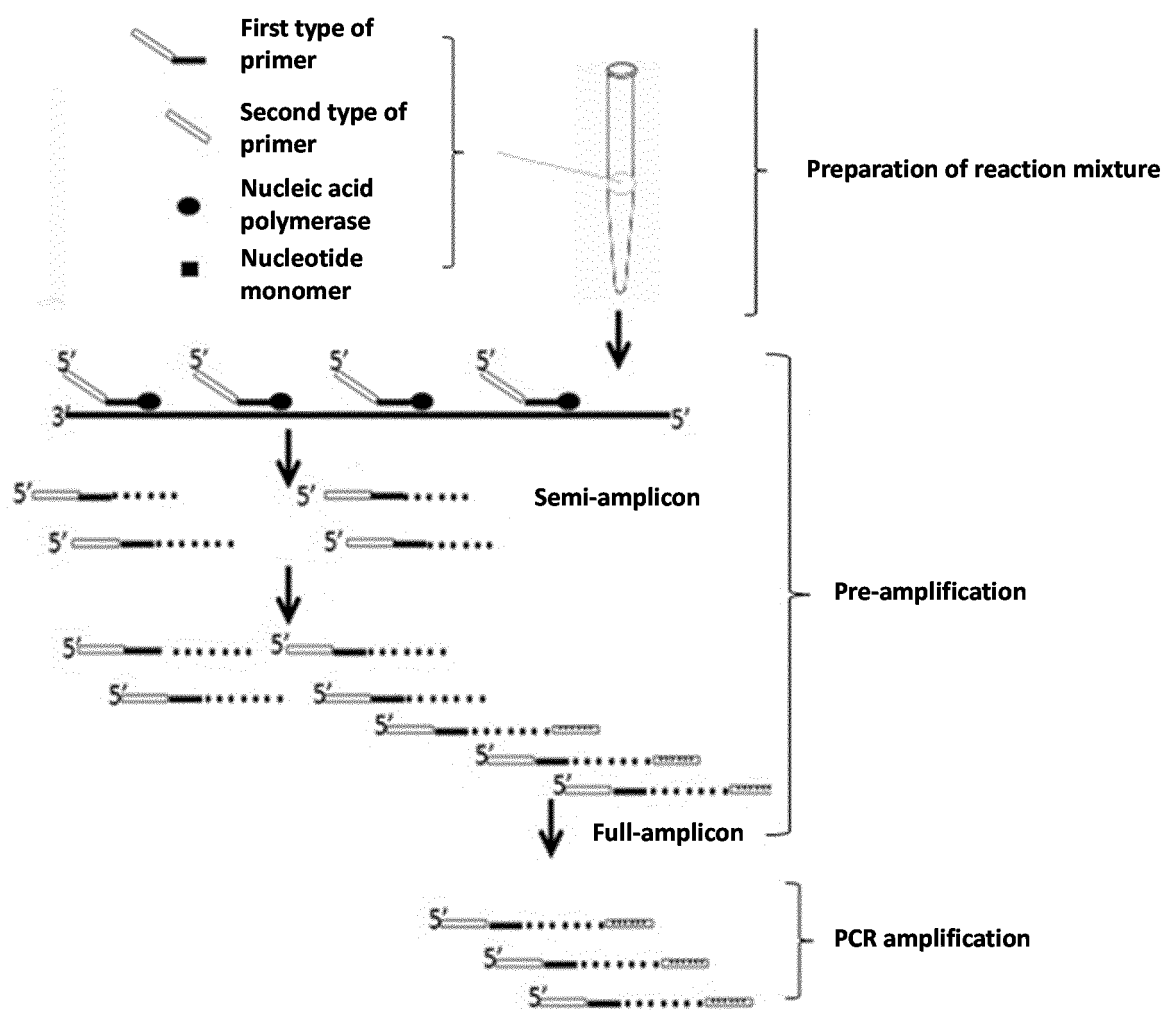 First type of
primer
Second type of
primer
Nucleic acid
polymerase
Nucleotide
monomer
Preparation of reaction mixture
5' 5' 5' 5'
3' 5'
5' 5' Semi-amplicon
5' 5'
Pre-amplification
5' 5'
5' 5'
5'
5'
5'
Full-amplicon
5'
PCR amplification
5'
5'